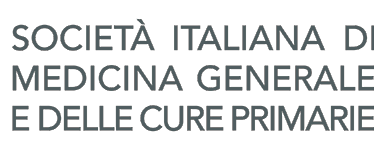 SOCIETÀ ITALIANA DI
MEDICINA GENERALE
E DELLE CURE PRIMARIE